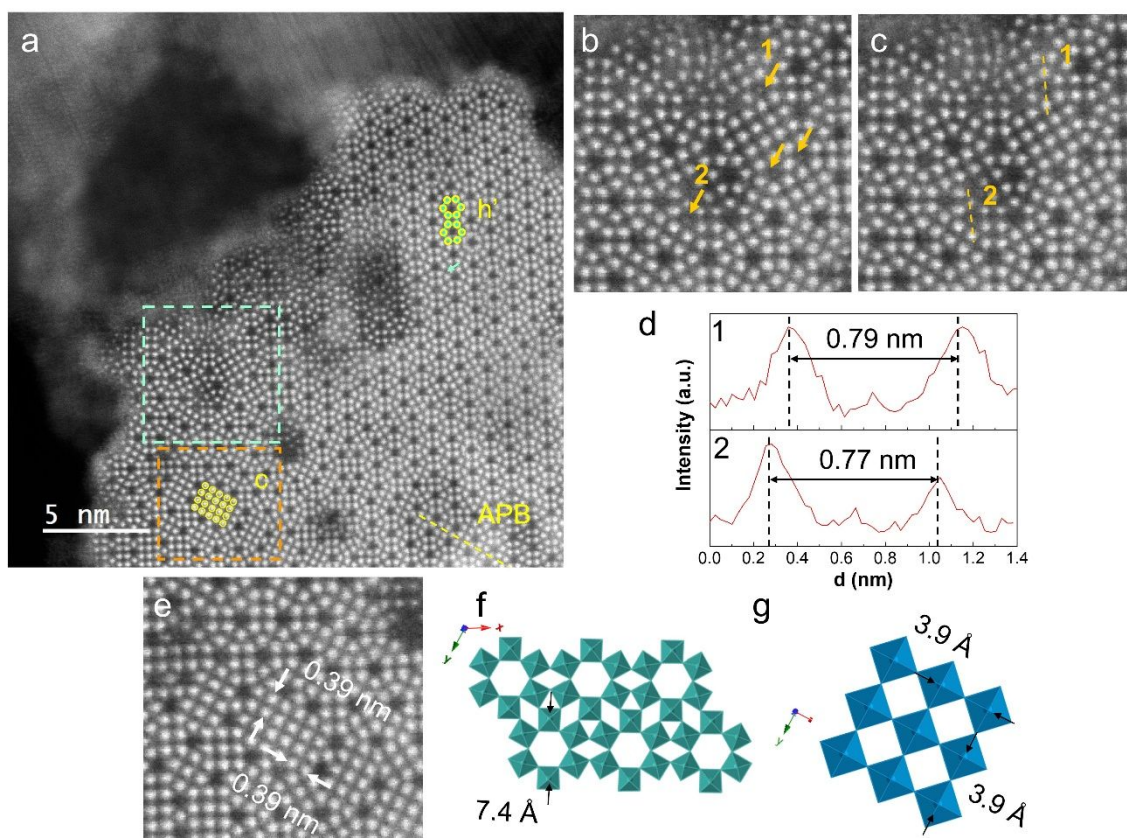 a
h'
c
5 nm
APB
b
1
2
c
1
2
d
1
0.79 nm
2
0.77 nm
Intensity (a.u.)
0.0 0.2 0.4 0.6 0.8 1.0 1.2 1.4
d (nm)
e
0.39 nm
0.39 nm
f
x
y
7.4 Å
g
3.9 Å
x
y
3.9 Å